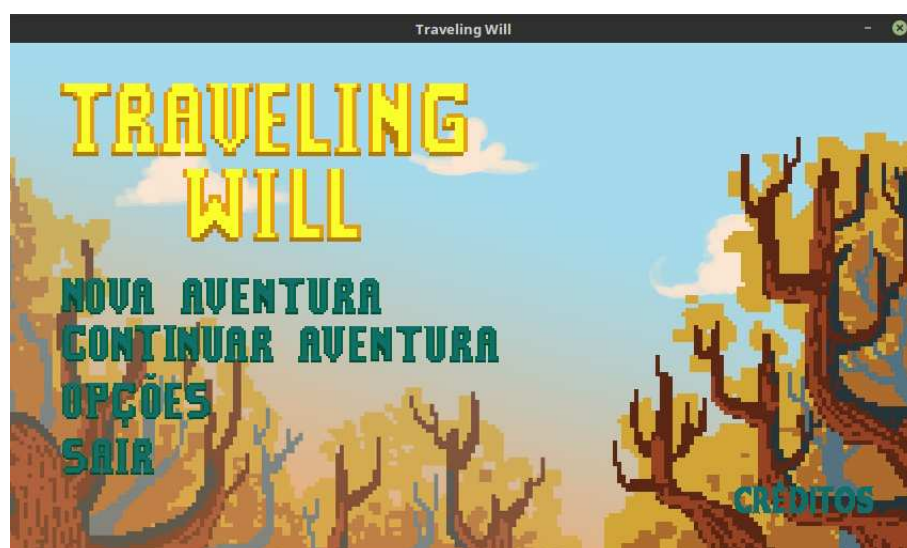 Traveling Will
TRAVELING
WILL
NOVA AVENTURA
CONTINUAR AVENTURA
OPÇÕES
SAIR
CRÉDITOS